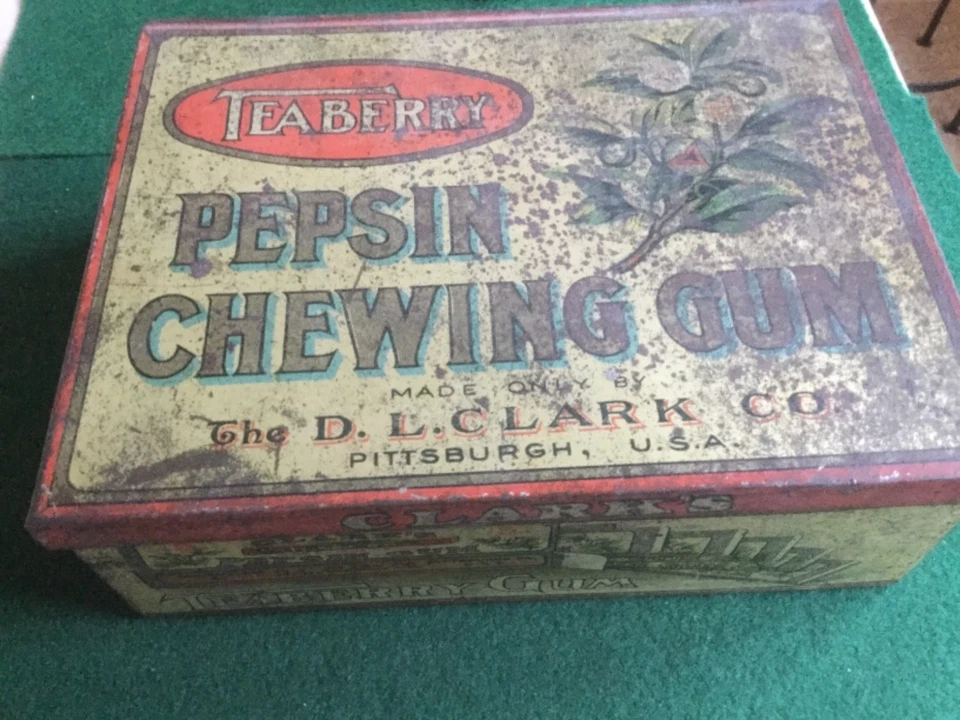 TEABERRY
PEPSIN
CHEWING GUM
MADE ONLY BY
The D. L. CLARK CO
PITTSBURGH, U.S.A.
CLARK'S
TEABERRY GUM